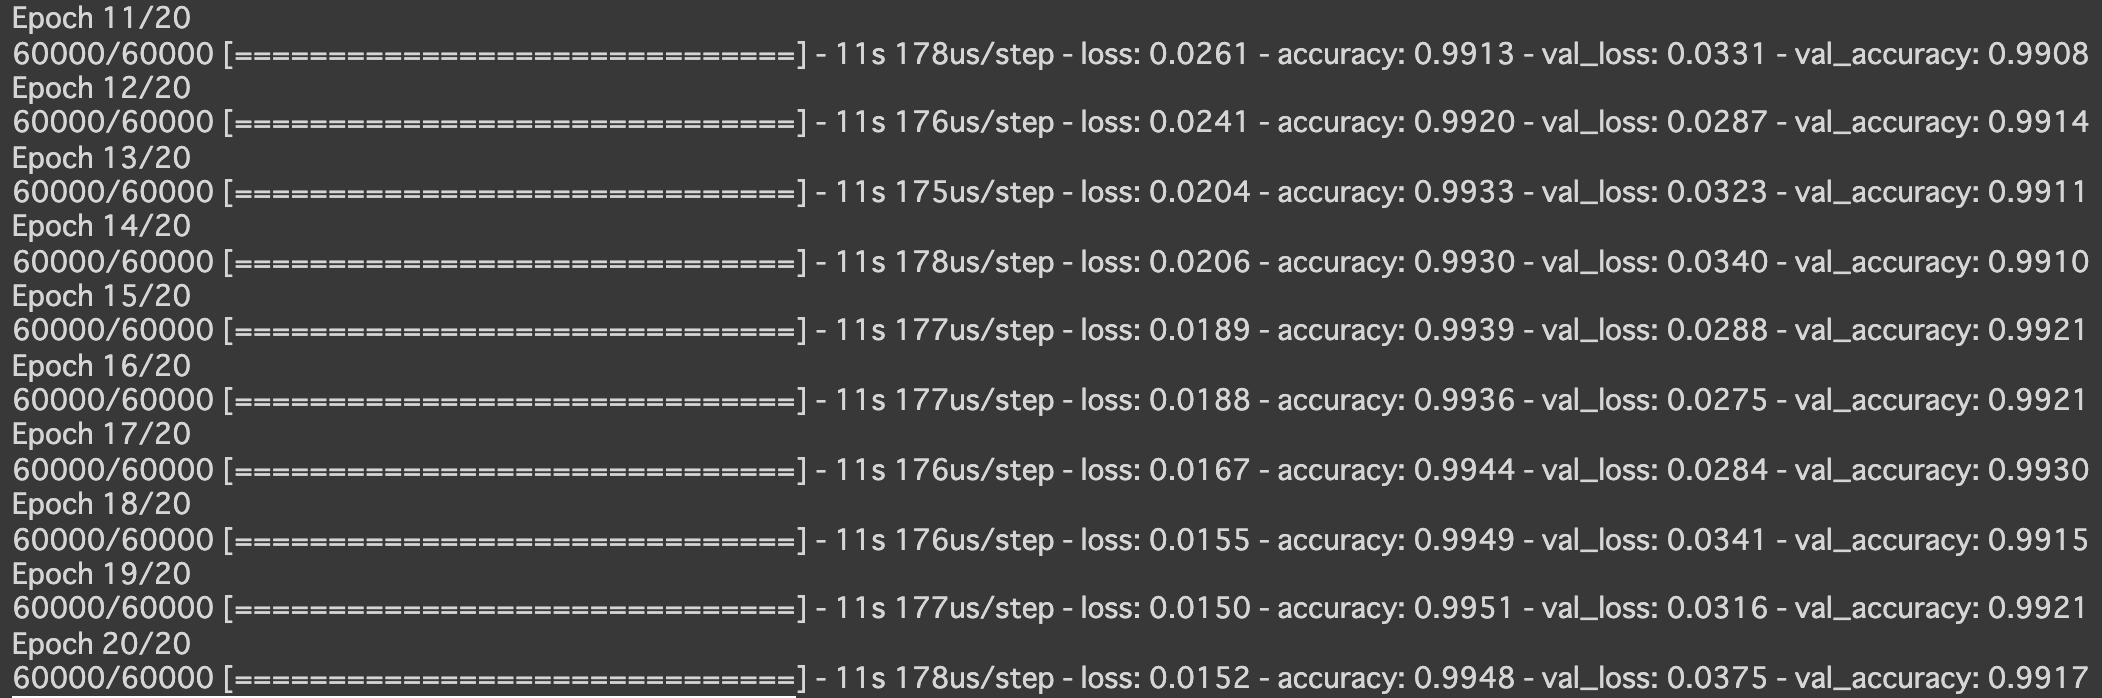 Epoch 11/20
60000/60000 [==============================] - 11s 178us/step - loss: 0.0261 - accuracy: 0.9913 - val_loss: 0.0331 - val_accuracy: 0.9908
Epoch 12/20
60000/60000 [==============================] - 11s 176us/step - loss: 0.0241 - accuracy: 0.9920 - val_loss: 0.0287 - val_accuracy: 0.9914
Epoch 13/20
60000/60000 [==============================] - 11s 175us/step - loss: 0.0204 - accuracy: 0.9933 - val_loss: 0.0323 - val_accuracy: 0.9911
Epoch 14/20
60000/60000 [==============================] - 11s 178us/step - loss: 0.0206 - accuracy: 0.9930 - val_loss: 0.0340 - val_accuracy: 0.9910
Epoch 15/20
60000/60000 [==============================] - 11s 177us/step - loss: 0.0189 - accuracy: 0.9939 - val_loss: 0.0288 - val_accuracy: 0.9921
Epoch 16/20
60000/60000 [==============================] - 11s 177us/step - loss: 0.0188 - accuracy: 0.9936 - val_loss: 0.0275 - val_accuracy: 0.9921
Epoch 17/20
60000/60000 [==============================] - 11s 176us/step - loss: 0.0167 - accuracy: 0.9944 - val_loss: 0.0284 - val_accuracy: 0.9930
Epoch 18/20
60000/60000 [==============================] - 11s 176us/step - loss: 0.0155 - accuracy: 0.9949 - val_loss: 0.0341 - val_accuracy: 0.9915
Epoch 19/20
60000/60000 [==============================] - 11s 177us/step - loss: 0.0150 - accuracy: 0.9951 - val_loss: 0.0316 - val_accuracy: 0.9921
Epoch 20/20
60000/60000 [==============================] - 11s 178us/step - loss: 0.0152 - accuracy: 0.9948 - val_loss: 0.0375 - val_accuracy: 0.9917